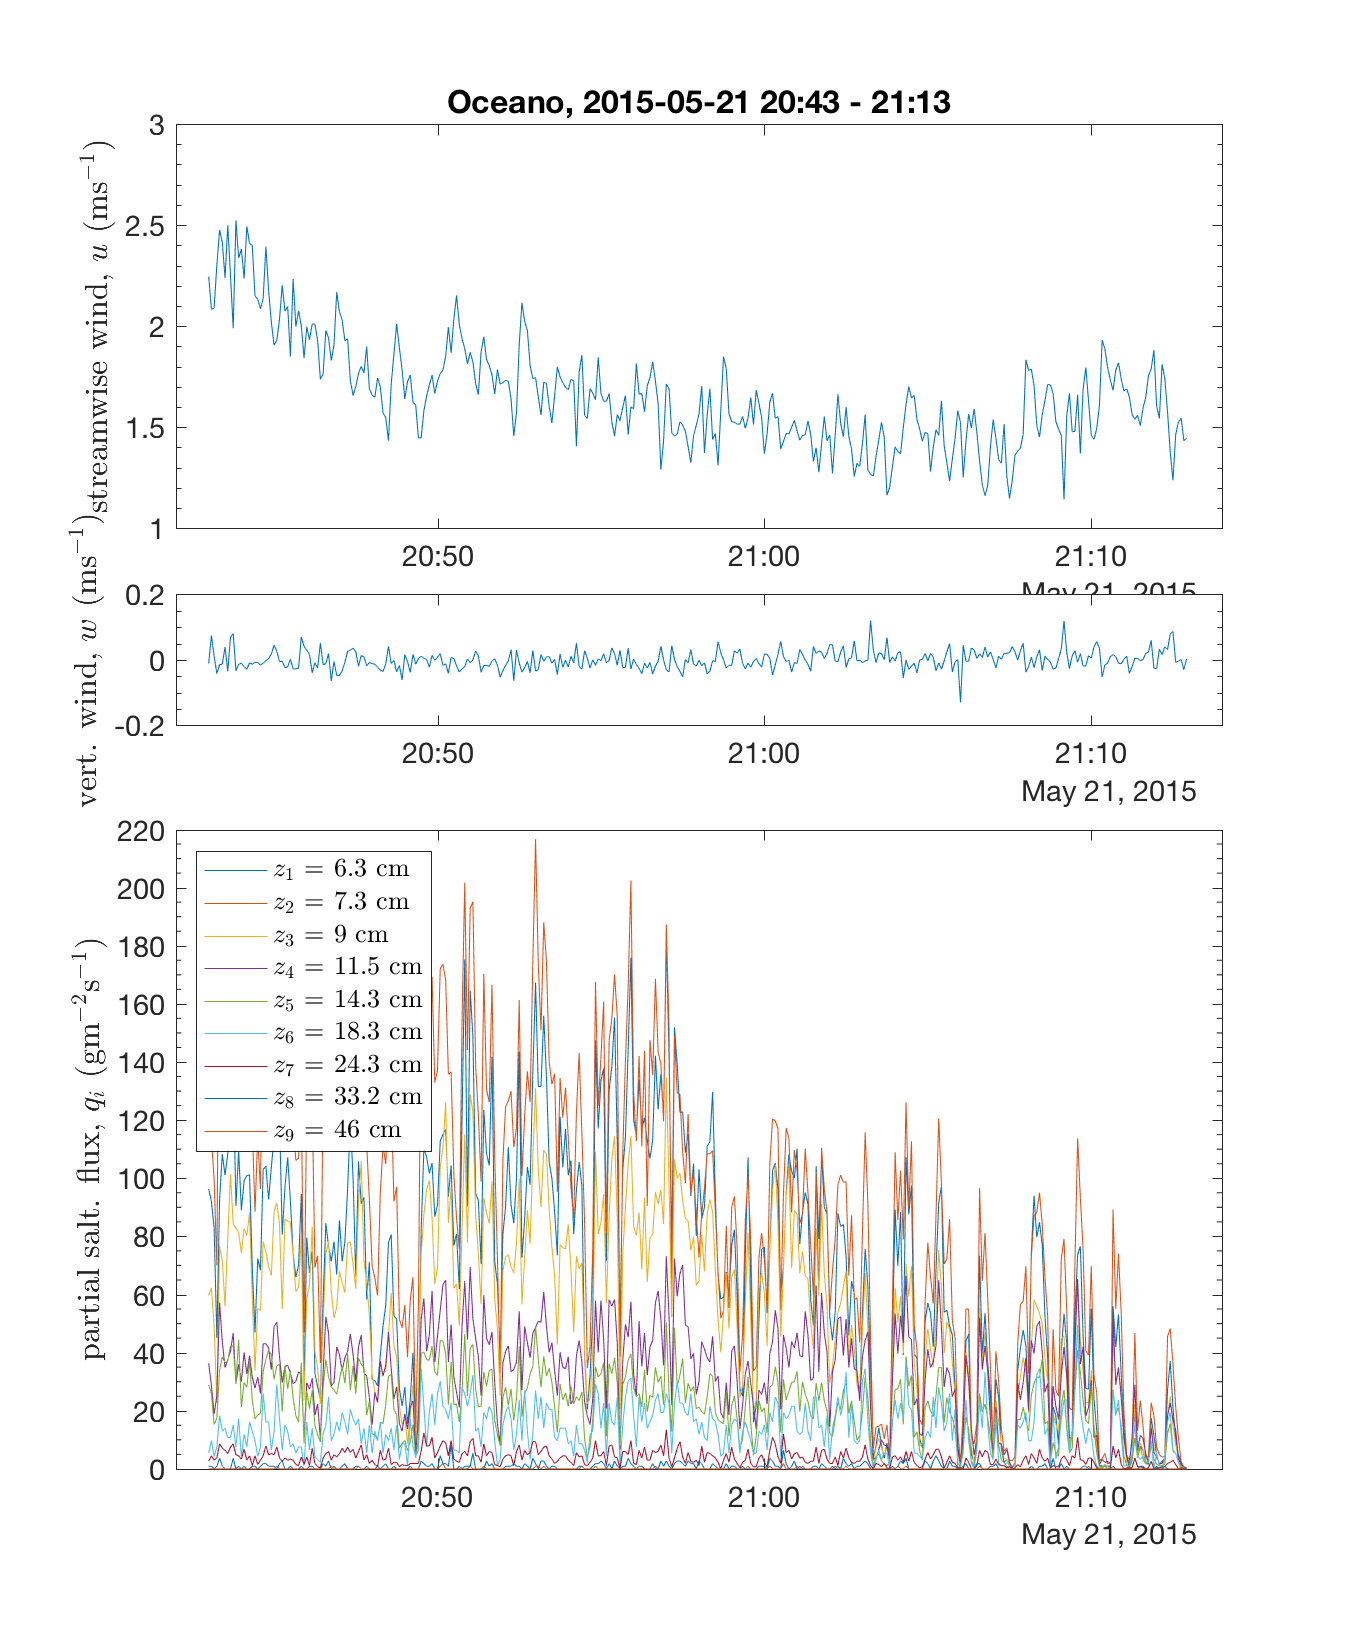 Oceano, 2015-05-21 20:43 - 21:13
streamwise wind, u (ms⁻¹)
3
2.5
2
1.5
1
20:50 21:00 21:10
May 21, 2015
vert. wind, w (ms⁻¹)
0.2
0
-0.2
20:50 21:00 21:10
May 21, 2015
partial salt. flux, qᵢ (gm⁻²s⁻¹)
220
200
180
160
140
120
100
80
60
40
20
0
z₁ = 6.3 cm
z₂ = 7.3 cm
z₃ = 9 cm
z₄ = 11.5 cm
z₅ = 14.3 cm
z₆ = 18.3 cm
z₇ = 24.3 cm
z₈ = 33.2 cm
z₉ = 46 cm
20:50 21:00 21:10
May 21, 2015